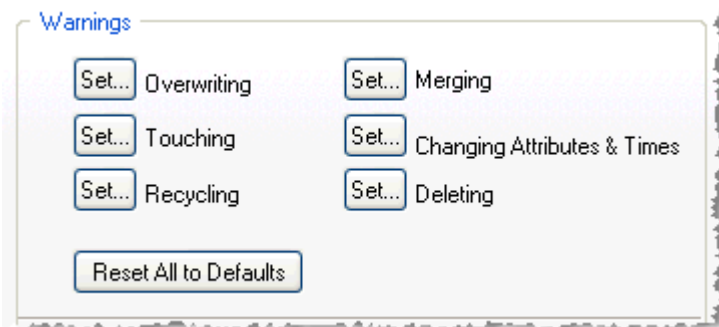 Warnings
Set... Overwriting Set... Merging
Set... Touching Set... Changing Attributes & Times
Set... Recycling Set... Deleting
Reset All to Defaults